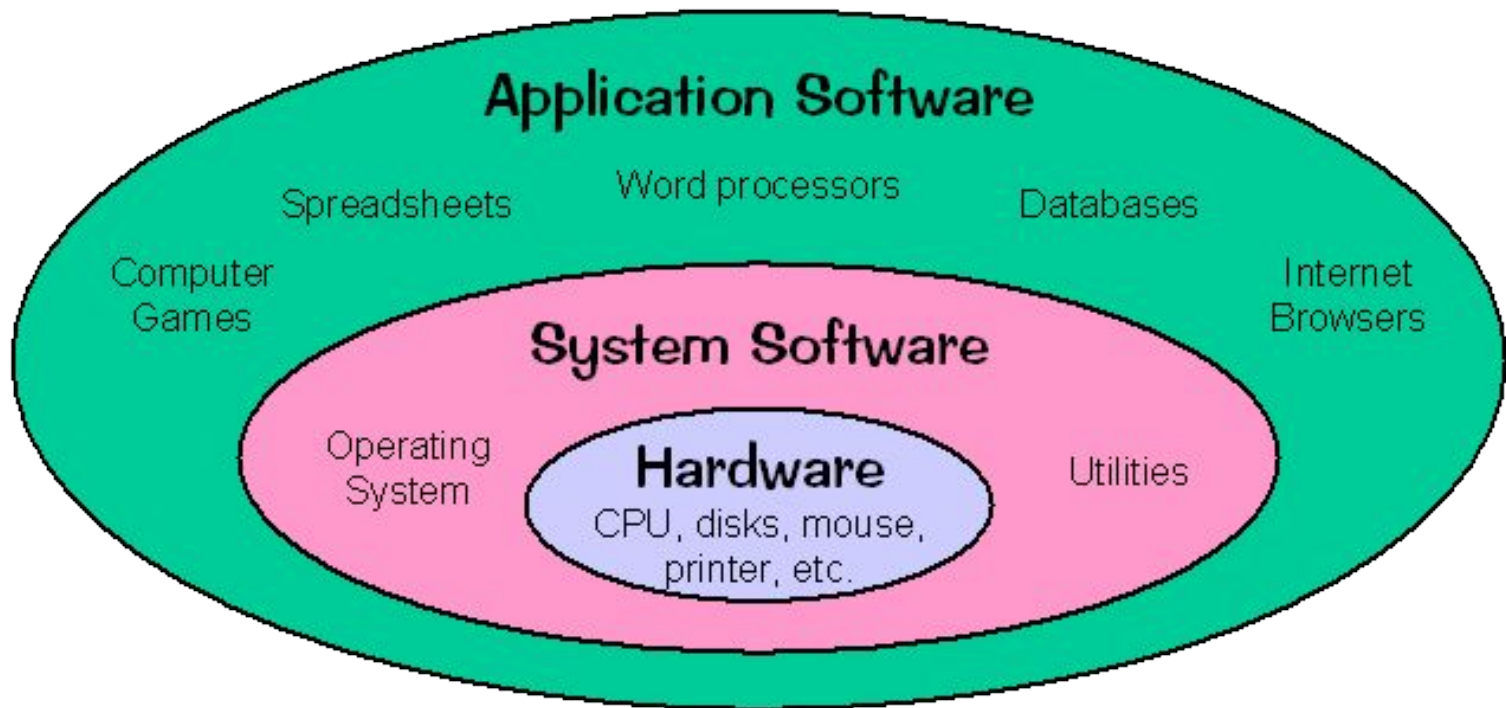 Application Software
Word processors
Spreadsheets
Databases
Computer
Games
Internet
Browsers
System Software
Operating
System
Utilities
Hardware
CPU, disks, mouse,
printer, etc.